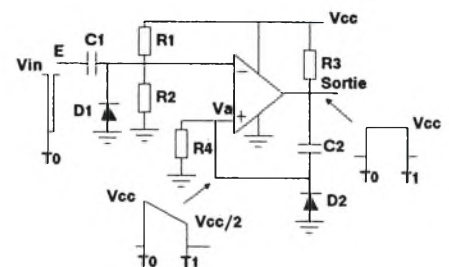 Vcc
E
C1
R1
R3
Vin
Sortie
D1
R2
Va
−
+
T0
R4
C2
Vcc
T0
T1
Vcc
Vcc/2
D2
T0
T1